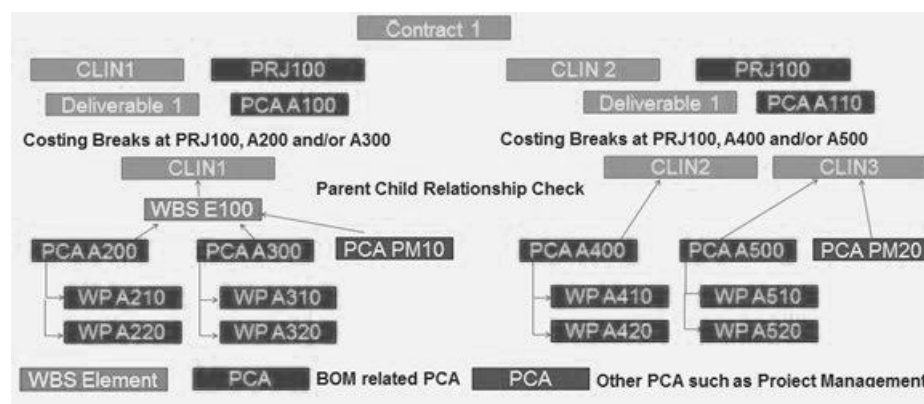 Contract 1
CLIN1 PRJ100 CLIN 2 PRJ100
Deliverable 1 PCA A100 Deliverable 1 PCA A110
Costing Breaks at PRJ100, A200 and/or A300 Costing Breaks at PRJ100, A400 and/or A500
CLIN1 CLIN2 CLIN3
Parent Child Relationship Check
WBS E100
PCA A200 PCA A300 PCA PM10 PCA A400 PCA A500 PCA PM20
WP A210 WP A310 WP A410 WP A510
WP A220 WP A320 WP A420 WP A520
WBS Element PCA BOM related PCA PCA Other PCA such as Project Management